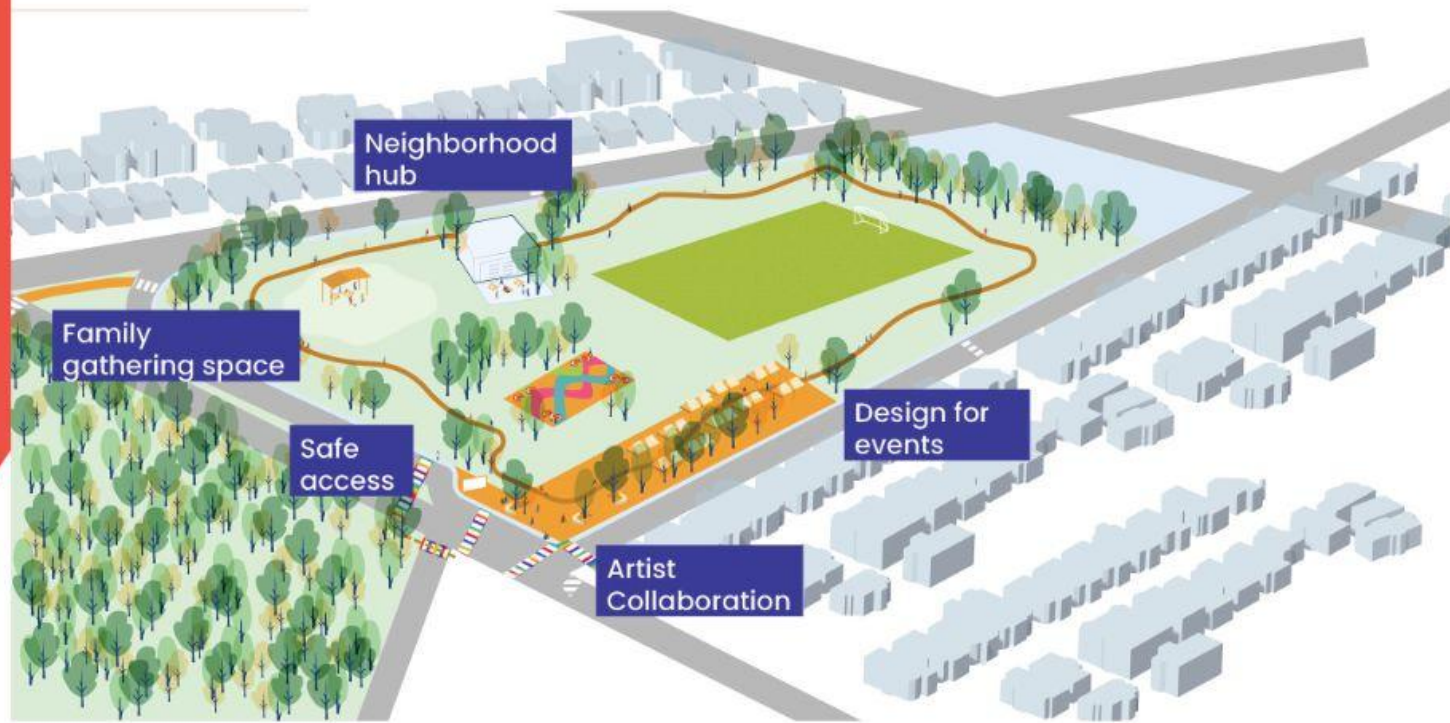 Neighborhood
hub
Family
gathering space
Safe
access
Design for
events
Artist
Collaboration